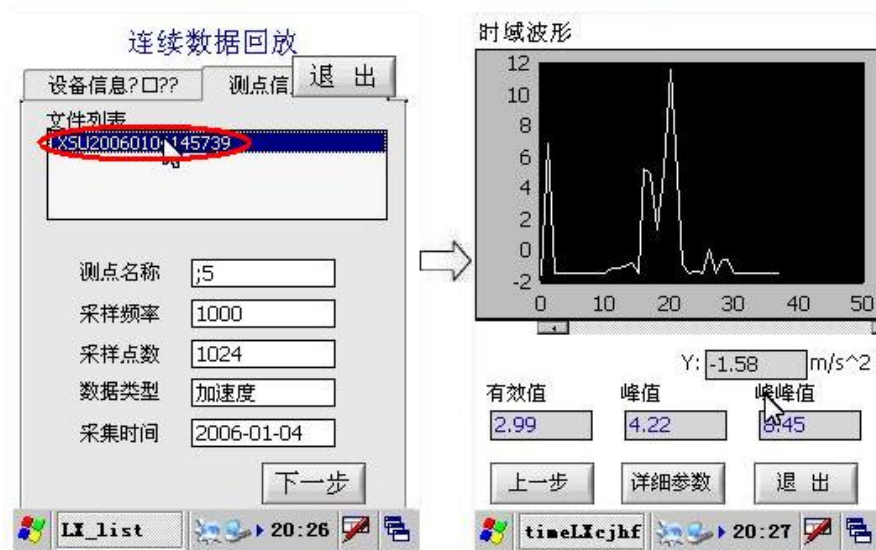 连续数据回放
设备信息?口??
测点信
退 出
文件列表
测点名称
;5
采样频率
1000
采样点数
1024
数据类型
加速度
采集时间
2006-01-04
下一步
LX_list
20:26
时域波形
12
10
8
6
4
2
0
-2
0 10 20 30 40 50
Y: -1.58 m/s^2
有效值 峰值 峰峰值
2.99 4.22 8.45
上一步 详细参数 退 出
timeLXcjhf
20:27